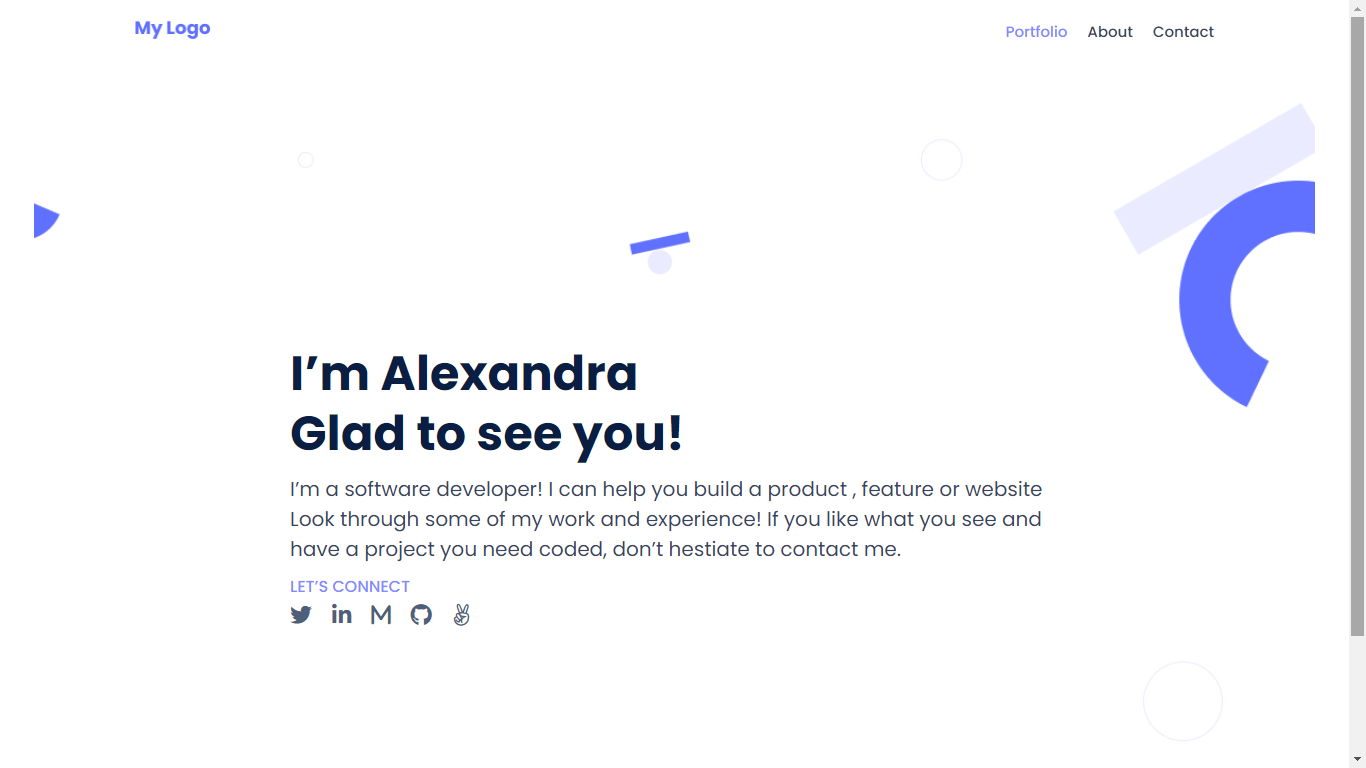 My Logo
Portfolio About Contact
I’m Alexandra
Glad to see you!
I’m a software developer! I can help you build a product , feature or website
Look through some of my work and experience! If you like what you see and
have a project you need coded, don’t hestiate to contact me.
LET’S CONNECT